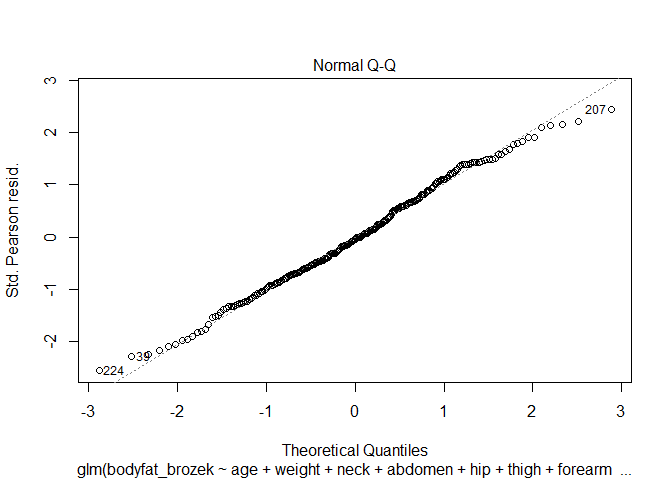 Normal Q-Q
3
2
1
0
-1
-2
Std. Pearson resid.
207
39
224
-3 -2 -1 0 1 2 3
Theoretical Quantiles
glm(bodyfat_brozek ~ age + weight + neck + abdomen + hip + thigh + forearm ...